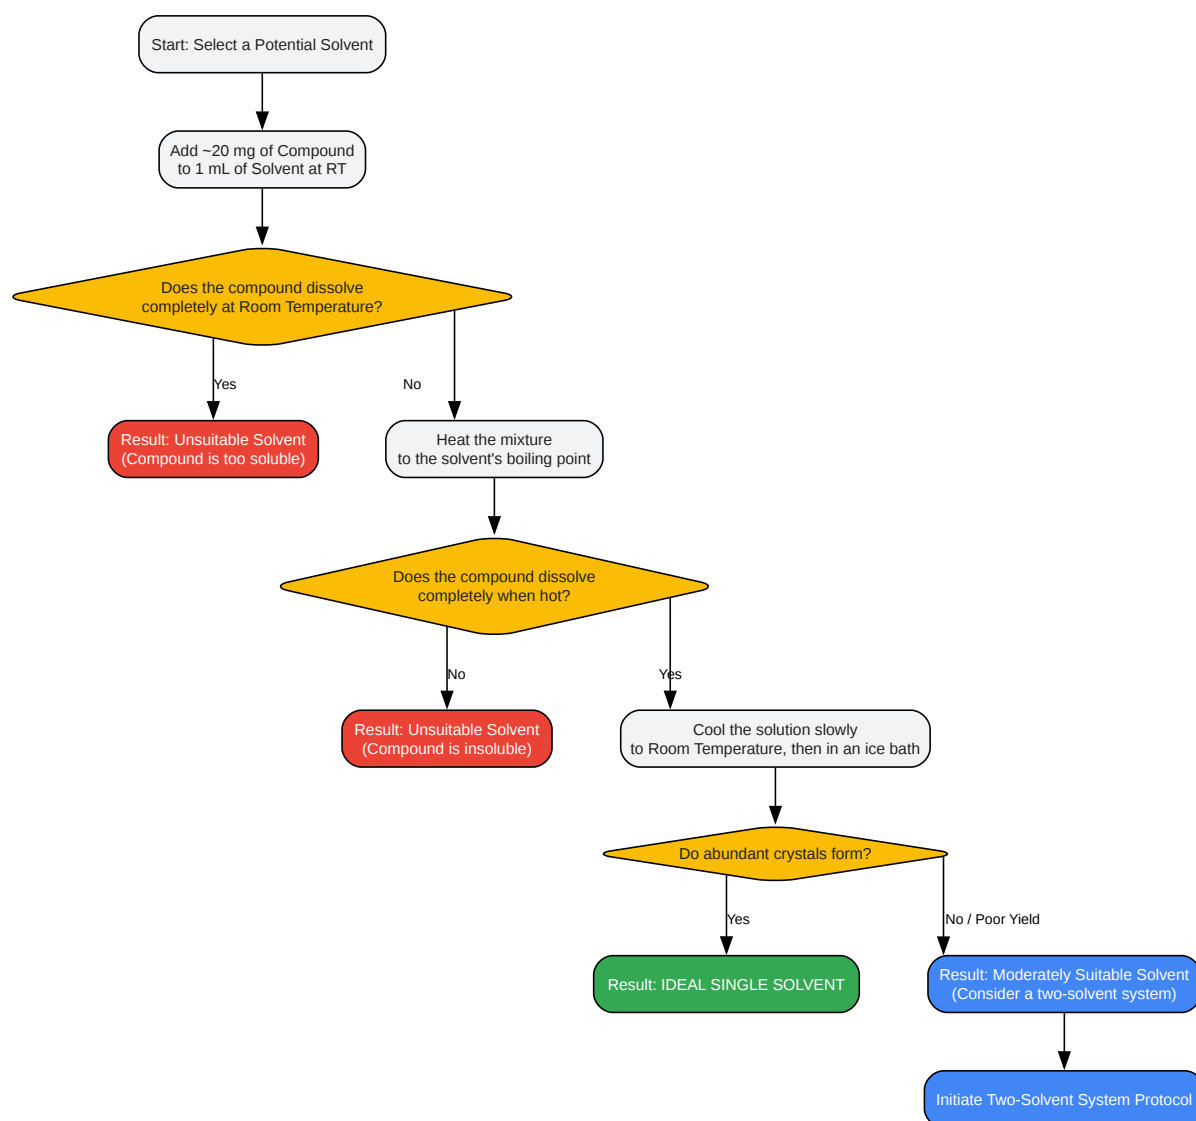 Start: Select a Potential Solvent
Add ~20 mg of Compound
to 1 mL of Solvent at RT
Does the compound dissolve
completely at Room Temperature?
Yes
No
Result: Unsuitable Solvent
(Compound is too soluble)
Heat the mixture
to the solvent's boiling point
Does the compound dissolve
completely when hot?
No
Yes
Result: Unsuitable Solvent
(Compound is insoluble)
Cool the solution slowly
to Room Temperature, then in an ice bath
Do abundant crystals form?
Yes
No / Poor Yield
Result: IDEAL SINGLE SOLVENT
Result: Moderately Suitable Solvent
(Consider a two-solvent system)
Initiate Two-Solvent System Protocol